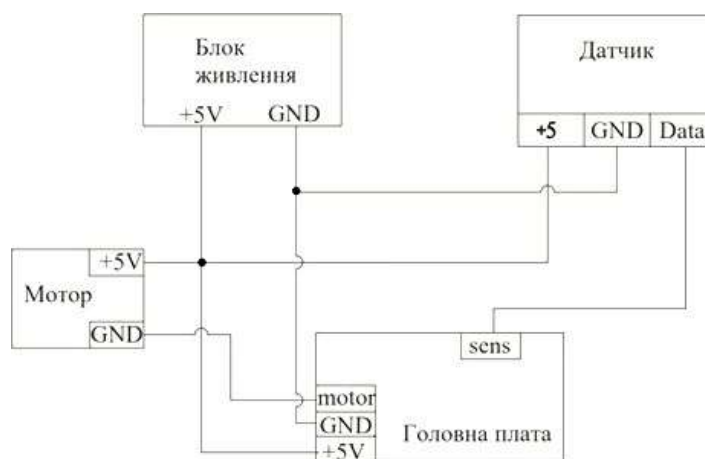 Блок
живлення
+5V GND
Датчик
+5 GND Data
+5V
Мотор
GND
sens
motor
GND
+5V
Головна плата